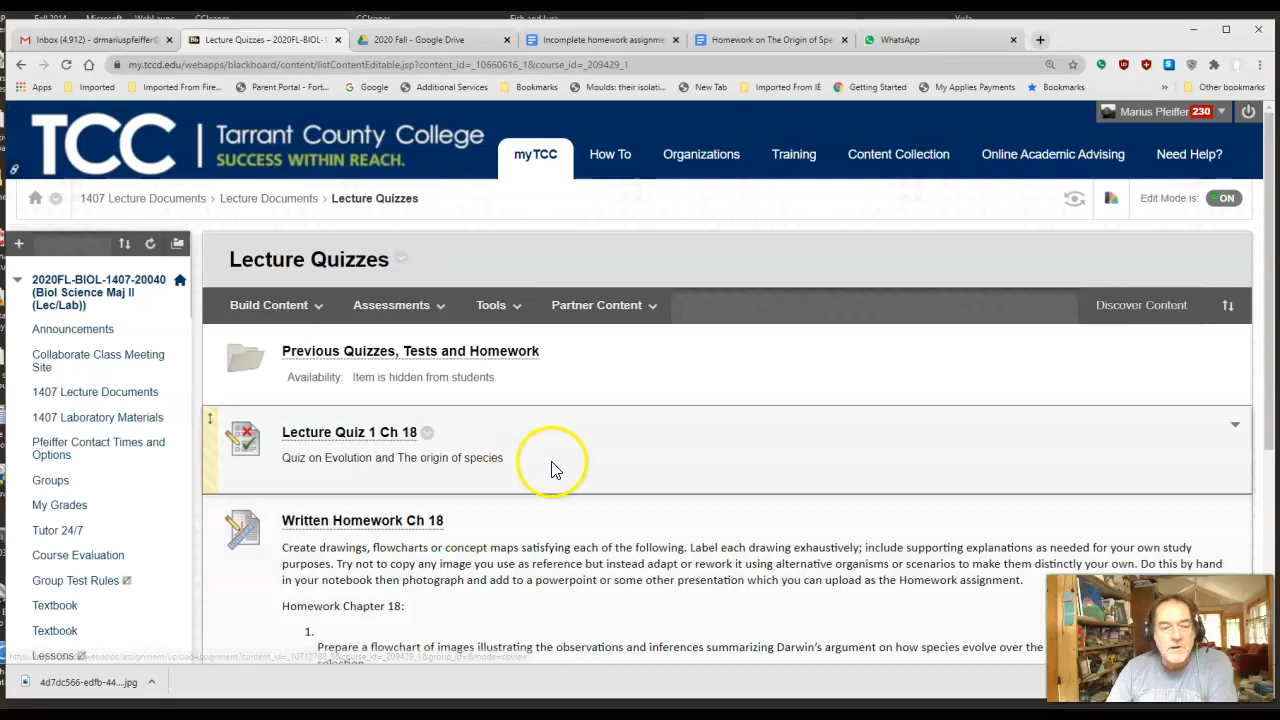 Inbox (4,912) - drmariuspfeiffer
Lecture Quizzes – 2020FL-BIOL-1
2020 Fall - Google Drive
Incomplete homework assignme
Homework on The Origin of Spe
WhatsApp
my.tccd.edu/webapps/blackboard/content/listContentEditable.jsp?content_id=_10660616_1&course_id=_209429_1
Apps
Imported
Imported From Fire...
Parent Portal - Fort...
Google
Additional Services
Bookmarks
Moulds: their isolati...
New Tab
Imported From IE
Getting Started
My Applies Payments
Bookmarks
»
Other bookmarks
Marius Pfeiffer 230
TCC | Tarrant County College
SUCCESS WITHIN REACH.
myTCC
How To
Organizations
Training
Content Collection
Online Academic Advising
Need Help?
1407 Lecture Documents > Lecture Documents > Lecture Quizzes
Edit Mode is: ON
2020FL-BIOL-1407-20040
(Biol Science Maj II
(Lec/Lab))
Announcements
Collaborate Class Meeting
Site
1407 Lecture Documents
1407 Laboratory Materials
Pfeiffer Contact Times and
Office Hours
Groups
My Grades
Tutor 24/7
Course Evaluation
Group Test Rules
Textbook
Textbook
Lessons
Lecture Quizzes
Build Content
Assessments
Tools
Partner Content
Discover Content
Previous Quizzes, Tests and Homework
Availability: Item is hidden from students
Lecture Quiz 1 Ch 18
Quiz on Evolution and The origin of species
Written Homework Ch 18
Create drawings, flowcharts or concept maps satisfying each of the following. Label each drawing exhaustively; include supporting explanations as needed for your own study
purposes. Try not to copy any image you use as reference but instead adapt or rework it using alternative organisms or scenarios to make them distinctly your own. Do this by hand
in your notebook then photograph and add to a powerpoint or some other presentation which you can upload as the Homework assignment.
Homework Chapter 18:
1.
Prepare a flowchart of images illustrating the observations and inferences summarizing Darwin's argument on how species evolve over the
selection
4d7dc566-edfb-44....jpg